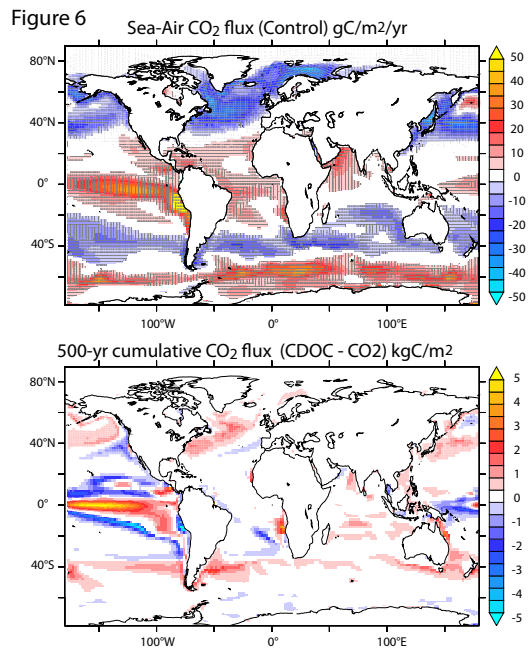 Figure 6
Sea-Air CO2 flux (Control) gC/m2/yr
80°N
40°N
0°
40°S
100°W 0° 100°E
50
40
30
20
10
0
-10
-20
-30
-40
-50
500-yr cumulative CO2 flux (CDOC - CO2) kgC/m2
80°N
40°N
0°
40°S
100°W 0° 100°E
5
4
3
2
1
0
-1
-2
-3
-4
-5